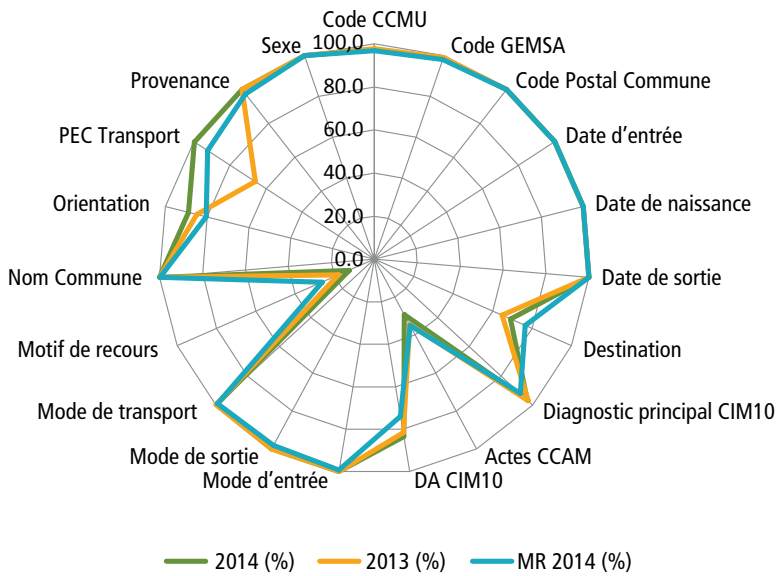 Code CCMU
100,0
80.0
60.0
40.0
20.0
0.0
Code GEMSA
Code Postal Commune
Date d'entrée
Date de naissance
Date de sortie
Destination
Diagnostic principal CIM10
Actes CCAM
DA CIM10
Mode d'entrée
Mode de sortie
Mode de transport
Motif de recours
Nom Commune
Orientation
PEC Transport
Provenance
Sexe
2014 (%) 2013 (%) MR 2014 (%)